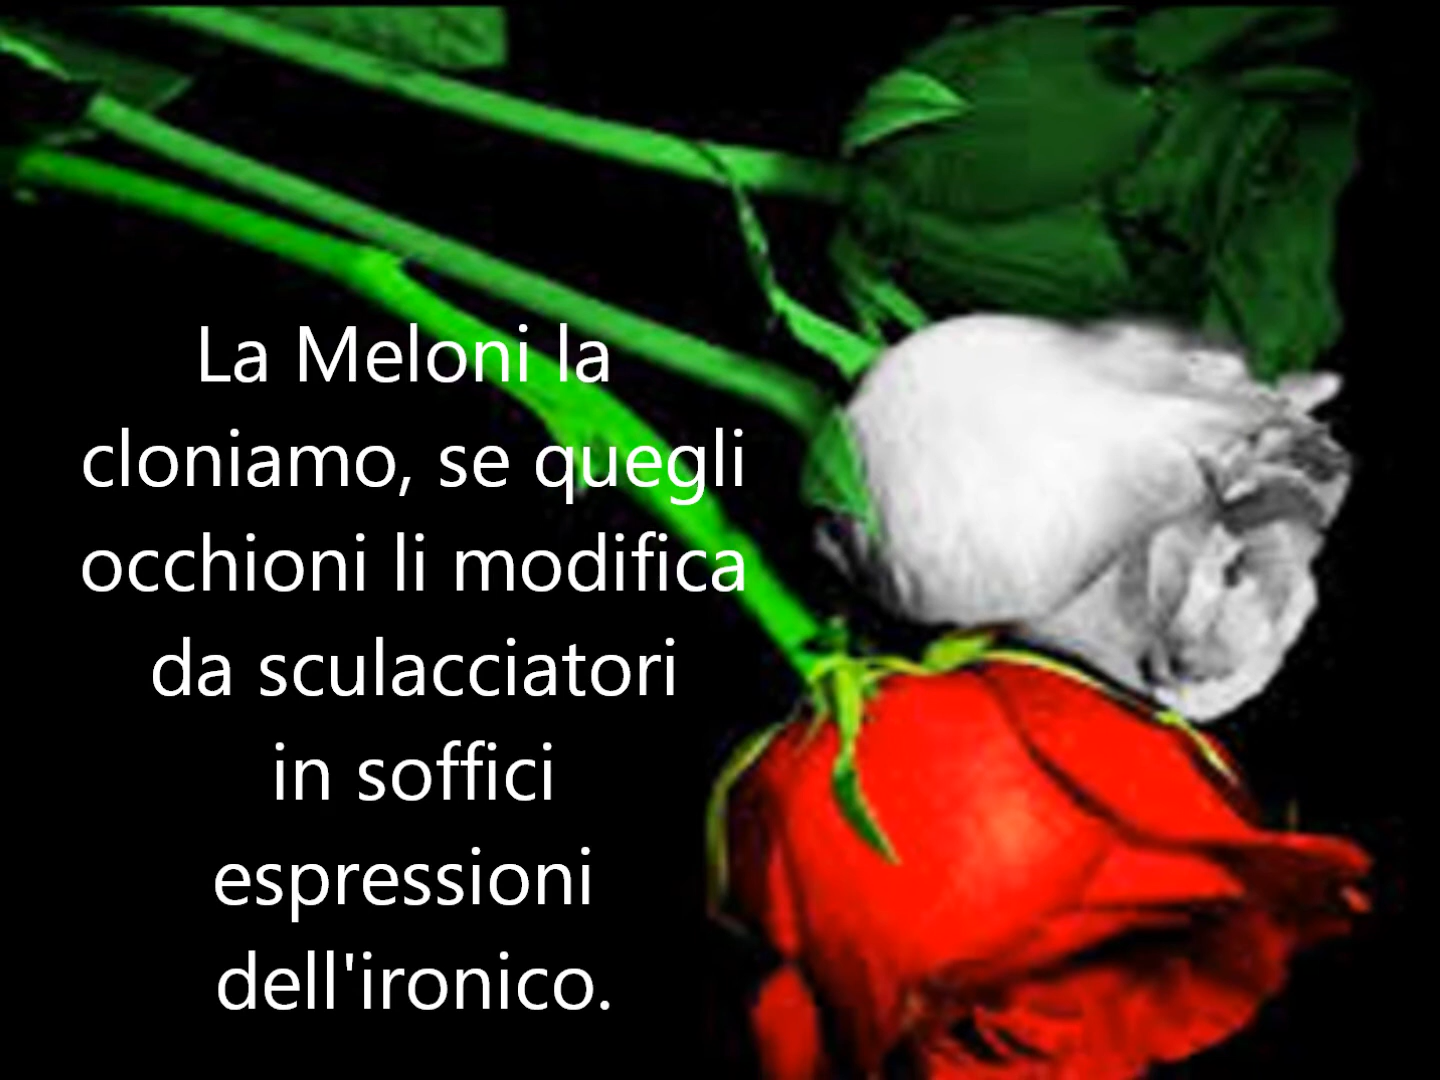 La Meloni la
cloniamo, se quegli
occhioni li modifica
da sculacciatori
in soffici
espressioni
dell'ironico.